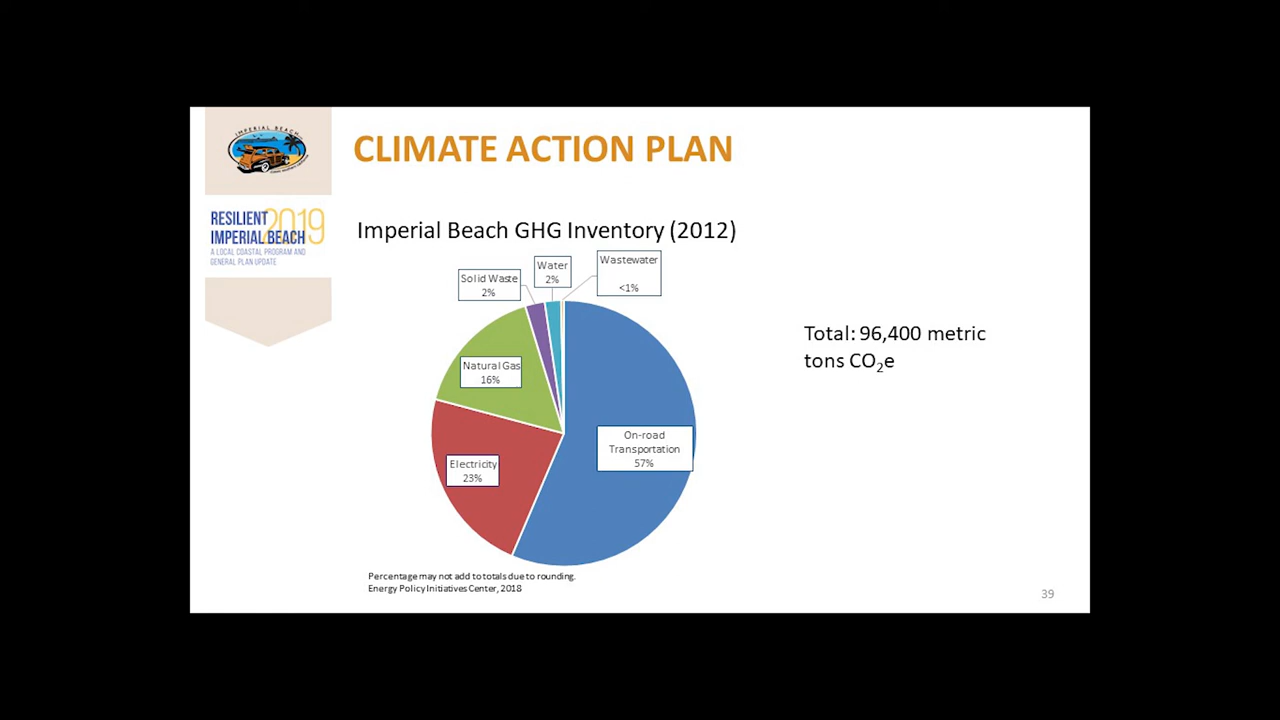 IMPERIAL BEACH
CLIMATE ACTION PLAN
RESILIENT 2019
IMPERIAL BEACH
A LOCAL COASTAL PROGRAM AND
GENERAL PLAN UPDATE
Imperial Beach GHG Inventory (2012)
Solid Waste
2%
Water
2%
Wastewater
<1%
Natural Gas
16%
Electricity
23%
On-road
Transportation
57%
Total: 96,400 metric
tons CO₂e
Percentage may not add to totals due to rounding.
Energy Policy Initiatives Center, 2018
39